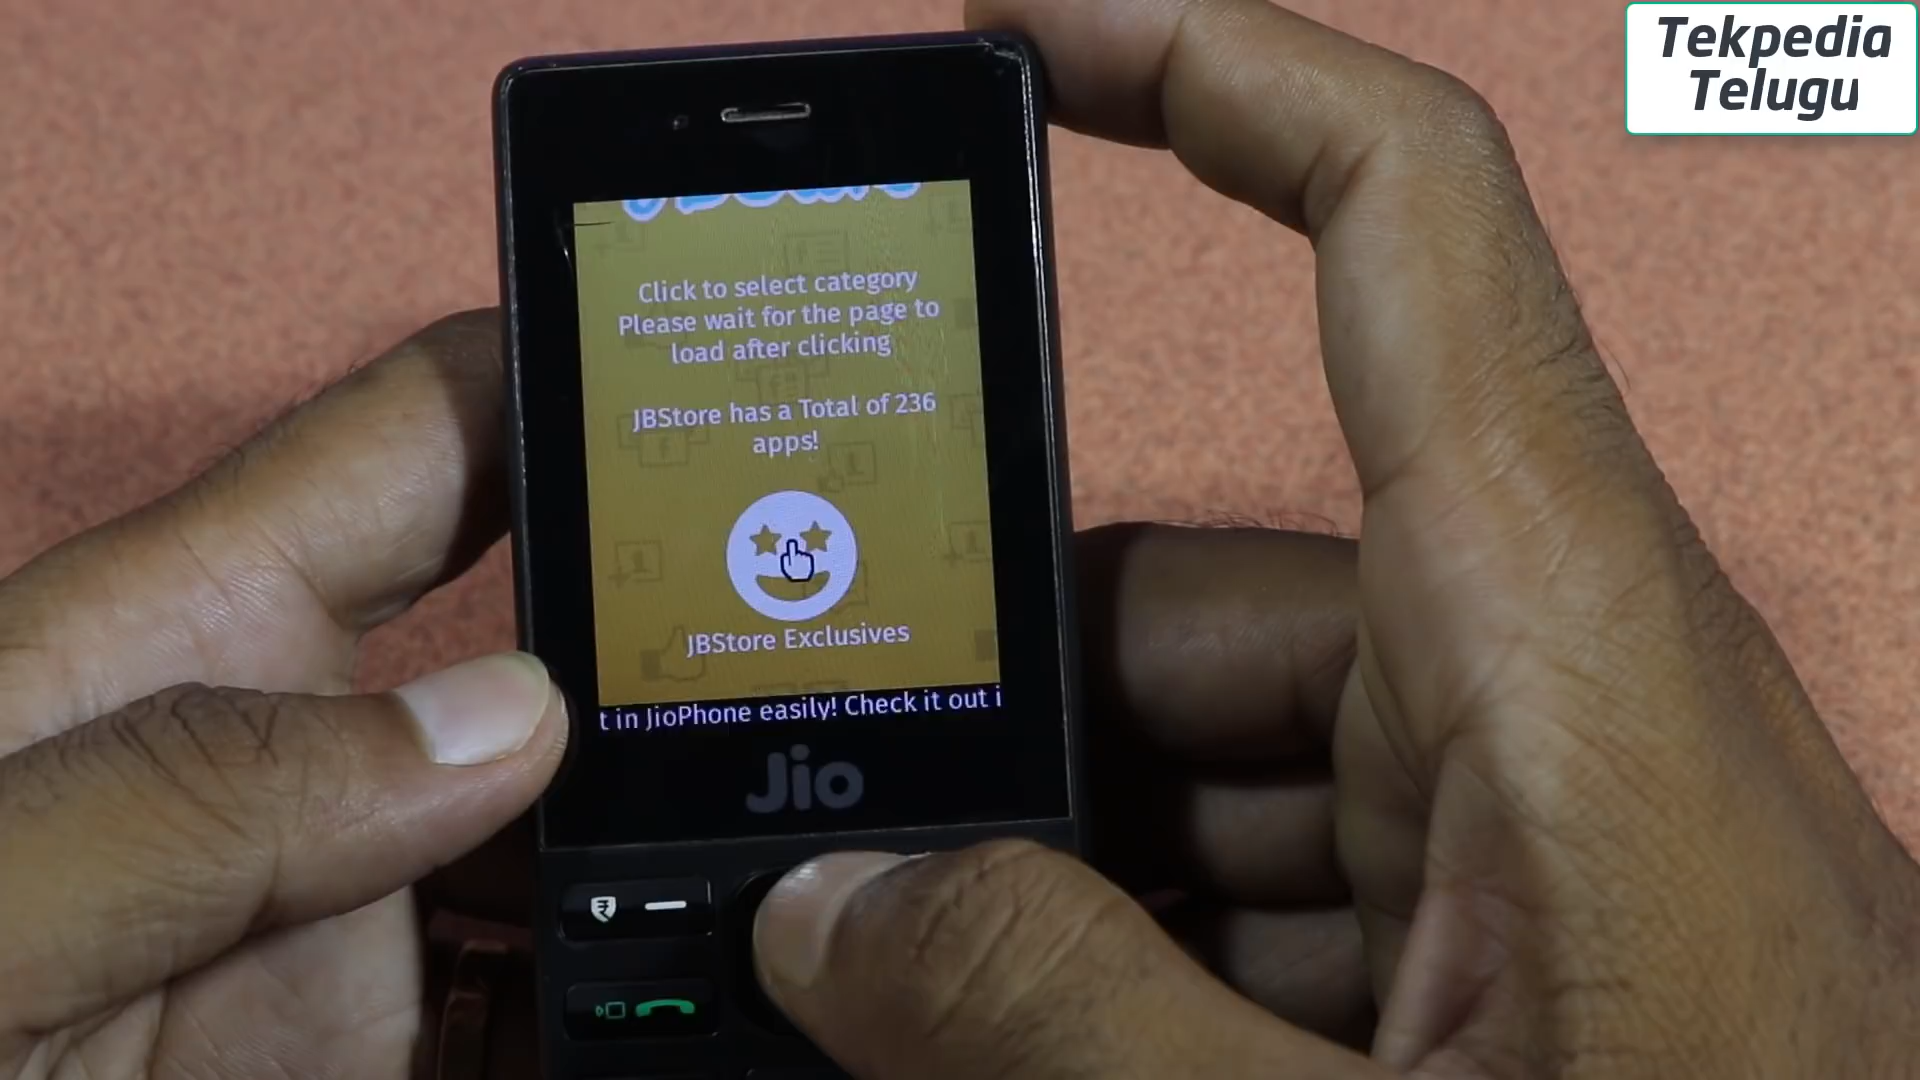 Tekpedia
Telugu
Click to select category
Please wait for the page to
load after clicking
JBStore has a Total of 236
apps!
JBStore Exclusives
t in JioPhone easily! Check it out i
Jio